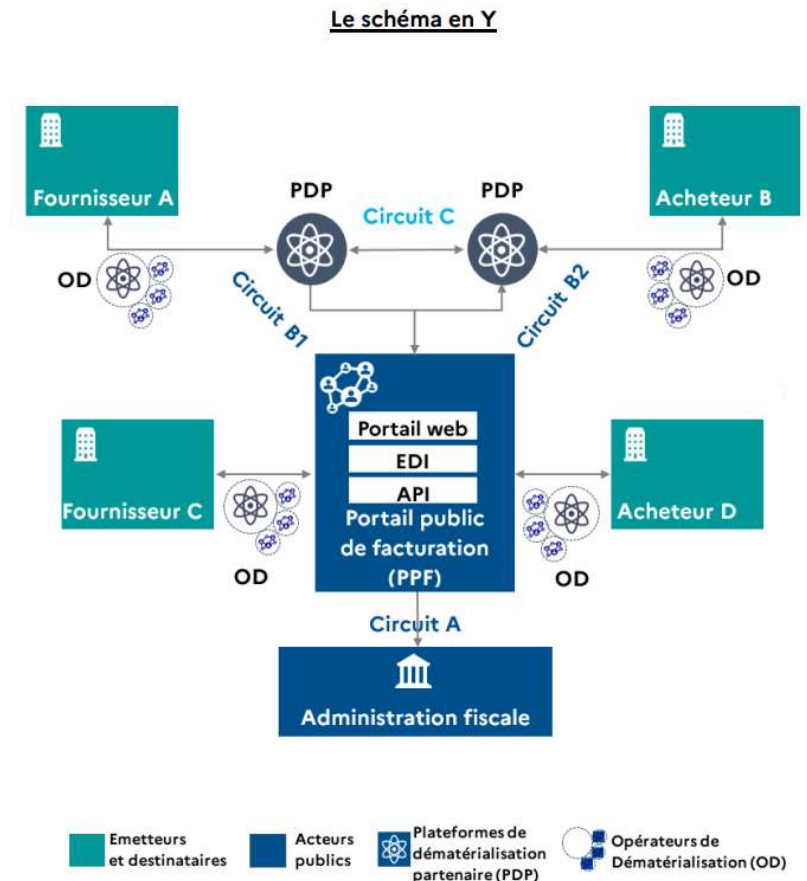 Le schéma en Y
Fournisseur A
Acheteur B
PDP
PDP
Circuit C
OD
OD
Circuit B1
Circuit B2
Portail web
EDI
API
Portail public
de facturation
(PPF)
Fournisseur C
Acheteur D
OD
OD
Circuit A
Administration fiscale
Emetteurs
et destinataires
Acteurs
publics
Plateformes de
dématérialisation
partenaire (PDP)
Opérateurs de
Dématérialisation (OD)